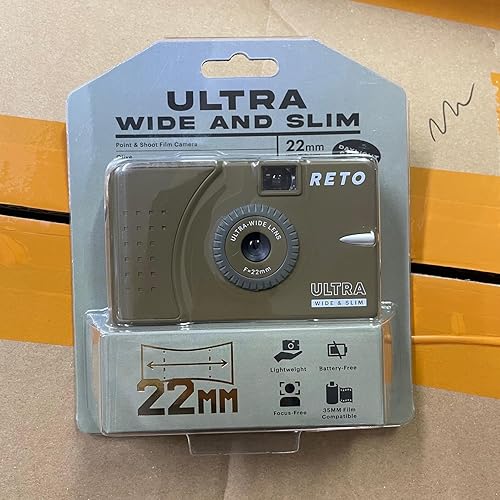 ULTRA
WIDE AND SLIM
Point & Shoot Film Camera
22mm
Olive
RETO
ULTRA-WIDE LENS
F=22mm
ULTRA
WIDE & SLIM
22MM
Lightweight
Battery-Free
Focus-Free
35MM Film
Compatible